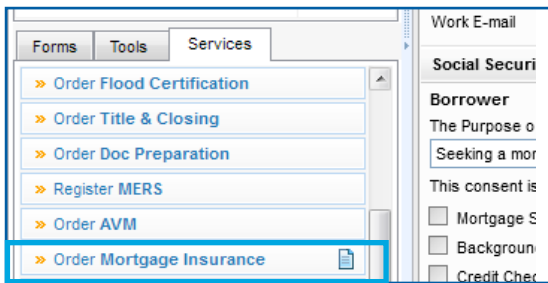 Forms Tools Services
» Order Flood Certification
» Order Title & Closing
» Order Doc Preparation
» Register MERS
» Order AVM
» Order Mortgage Insurance
Work E-mail
Social Securi
Borrower
The Purpose o
Seeking a mor
This consent is
Mortgage S
Background
Credit Chec